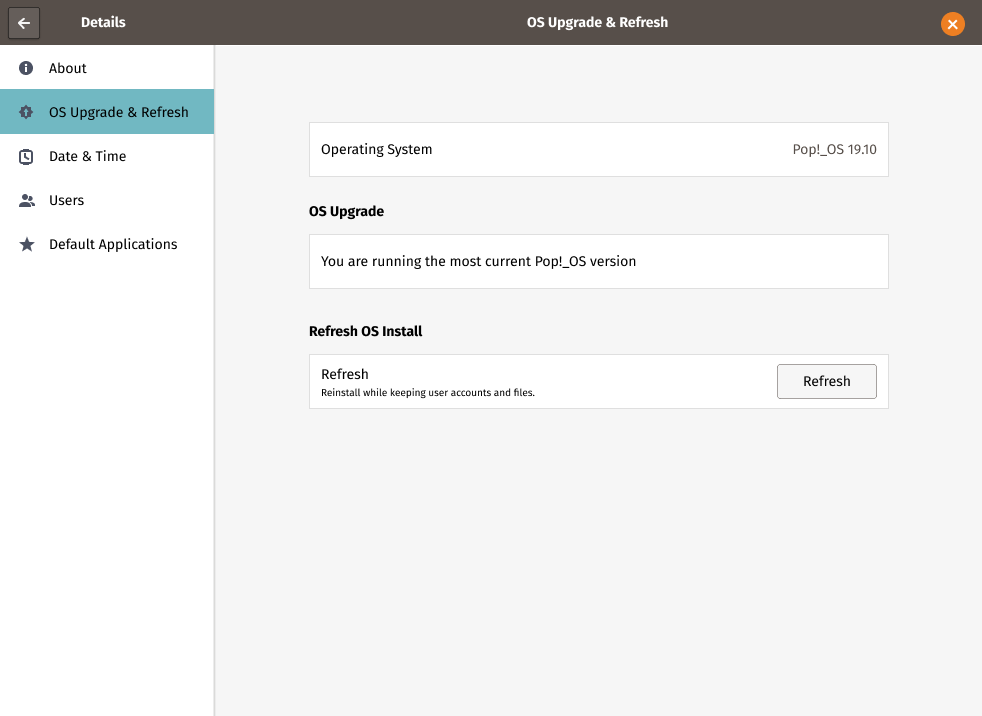 Details
OS Upgrade & Refresh
About
OS Upgrade & Refresh
Date & Time
Users
Default Applications
Operating System
Pop!_OS 19.10
OS Upgrade
You are running the most current Pop!_OS version
Refresh OS Install
Refresh
Reinstall while keeping user accounts and files.
Refresh